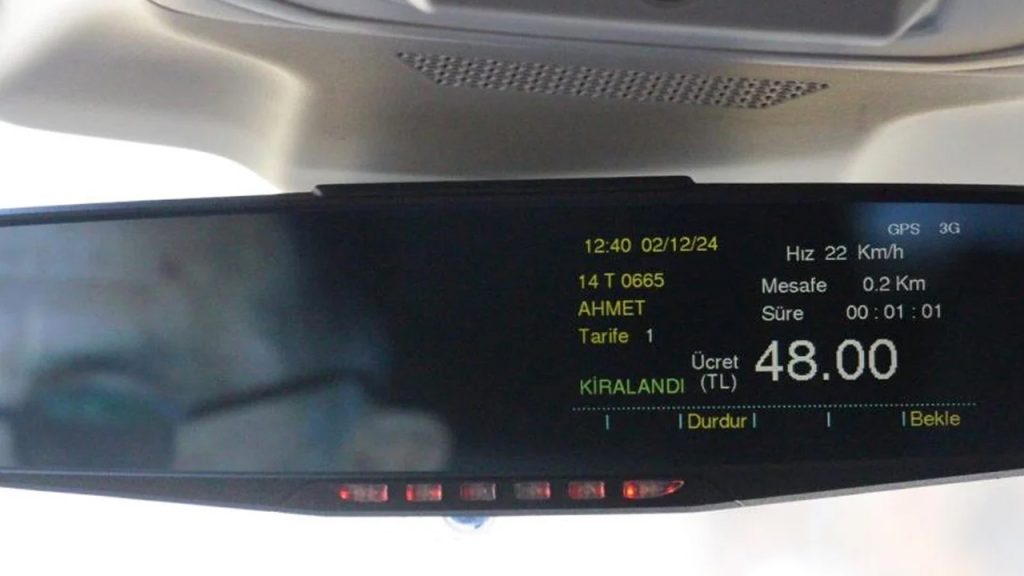 GPS 3G
12:40 02/12/24
Hız 22 Km/h
14 T 0665
Mesafe 0.2 Km
AHMET
Süre 00 : 01 : 01
Tarife 1
Ücret (TL) 48.00
KİRALANDI
Durdur
Bekle